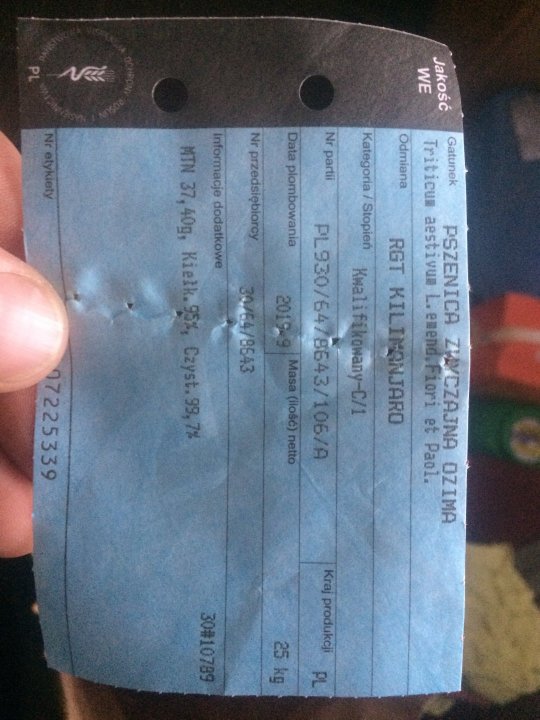 Jakość
WE
PL
Gatunek PSZENICA ZWYCZAJNA OZIMA
Triticum aestivum L.emend.Fiori et Paol.
Odmiana RGT KILIMANJARO
Kategoria / Stopień Kwalifikowany-C/1
Nr partii PL930/64/8643/106/A
Kraj produkcji PL
Data plombowania 2019-9
Masa (ilość) netto 25 kg
Nr przedsiębiorcy 30/64/8643
Informacje dodatkowe
MTN 37,40g, Kiełk.95%, Czyst.99,7%
30#10789
Nr etykiety 07225339